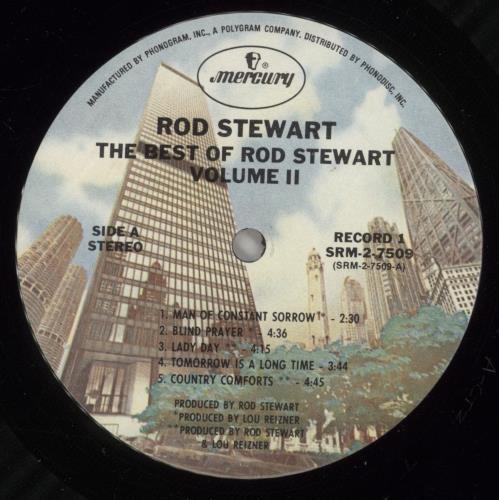 MANUFACTURED BY PHONOGRAM, INC., A POLYGRAM COMPANY. DISTRIBUTED BY PHONODISC, INC.
®
mercury
ROD STEWART
THE BEST OF ROD STEWART
VOLUME II
SIDE A
STEREO
RECORD 1
SRM-2-7509
(SRM-2-7509-A)
1. MAN OF CONSTANT SORROW * - 2:30
2. BLIND PRAYER * 4:36
3. LADY DAY ** 4:15
4. TOMORROW IS A LONG TIME - 3:44
5. COUNTRY COMFORTS ** - 4:45
PRODUCED BY ROD STEWART
*PRODUCED BY LOU REIZNER
**PRODUCED BY ROD STEWART
& LOU REIZNER